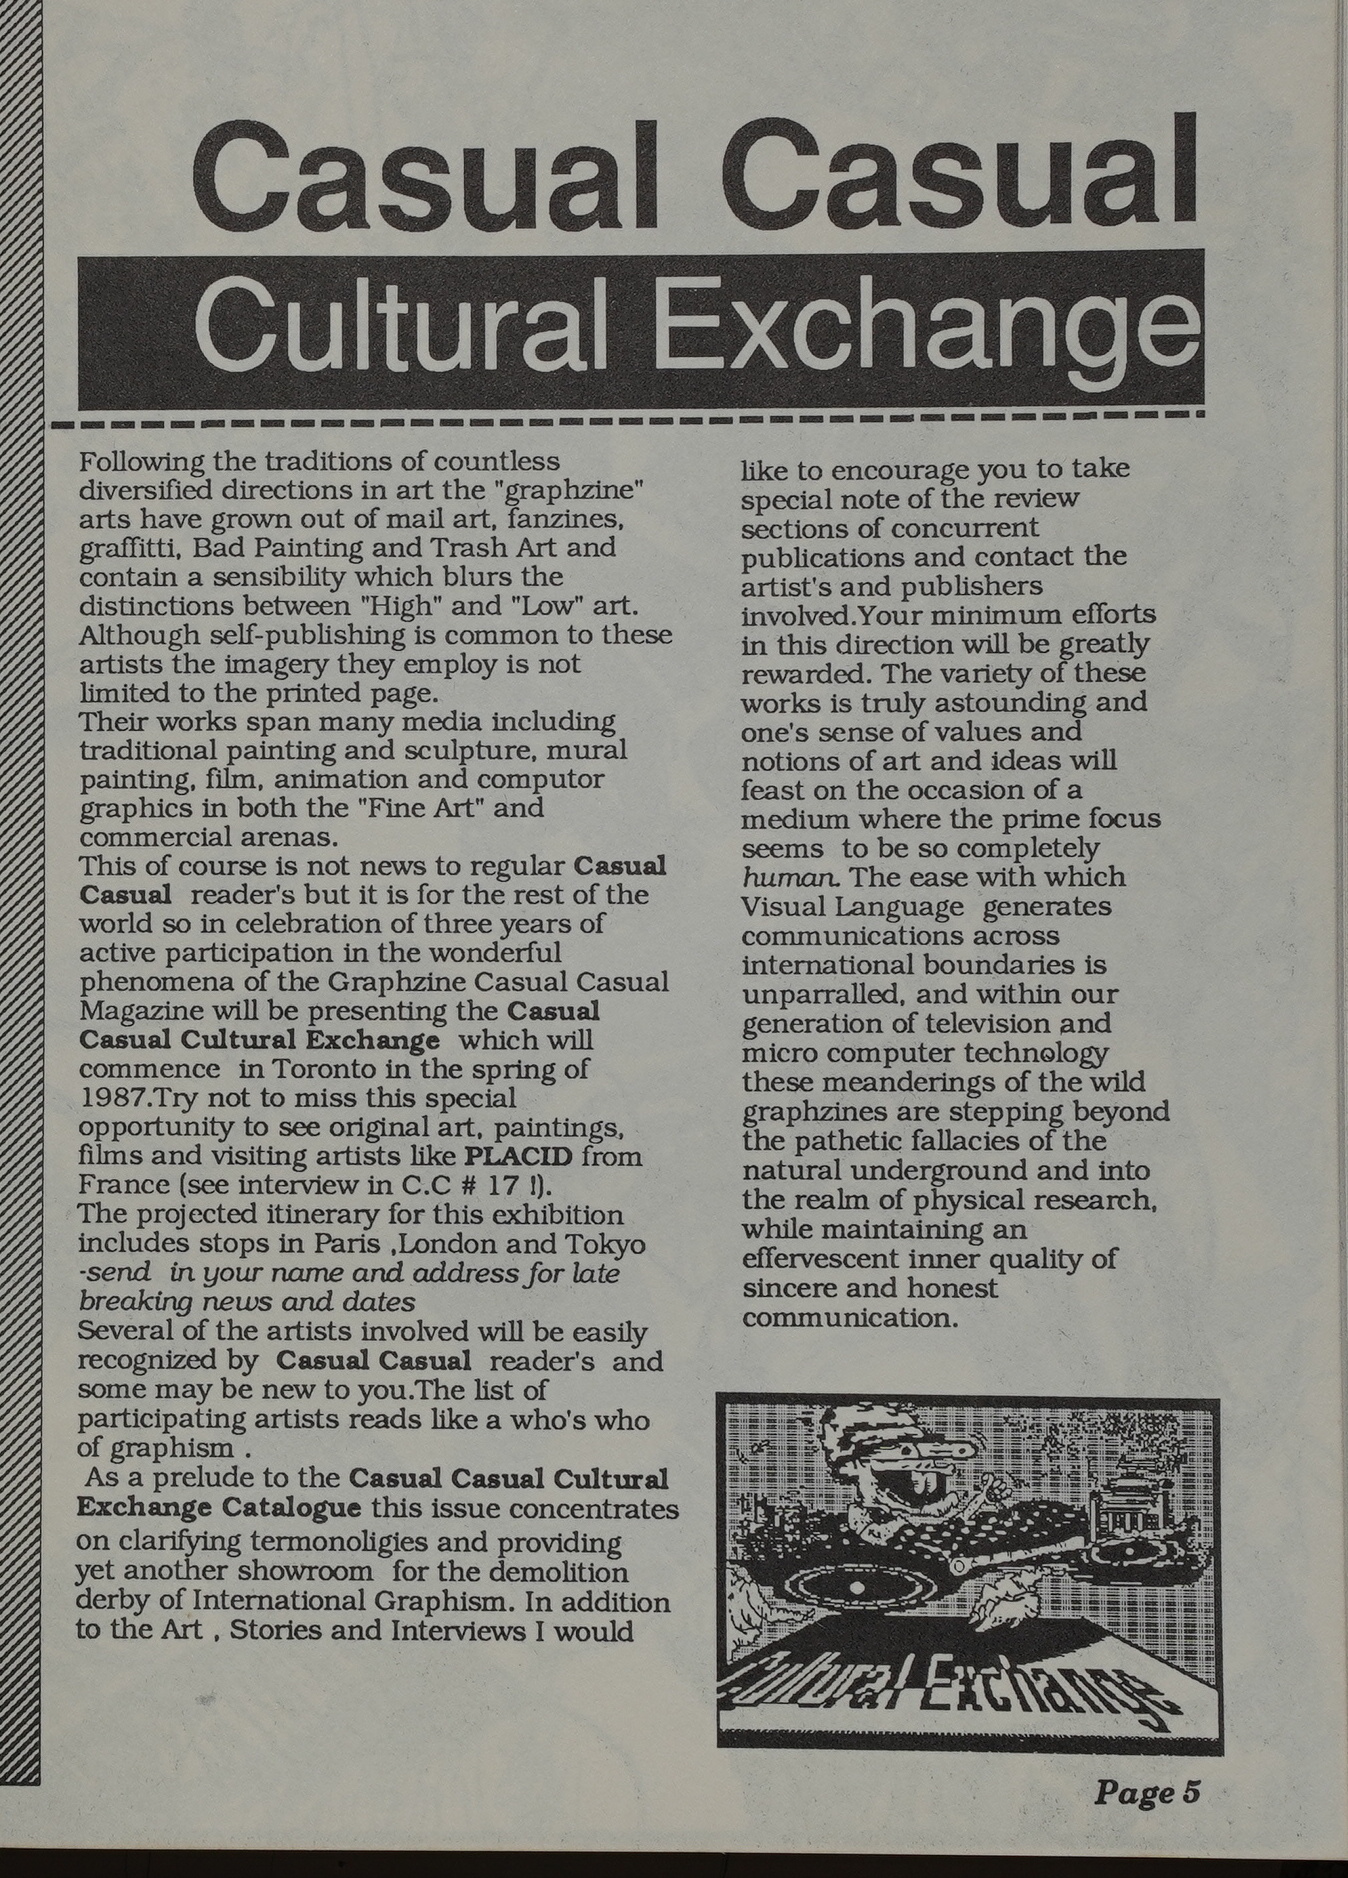 Casual Casual
Cultural Exchange
Following the traditions of countless
diversified directions in art the "graphzine"
arts have grown out of mail art, fanzines,
graffitti, Bad Painting and Trash Art and
contain a sensibility which blurs the
distinctions between "High" and "Low" art.
Although self-publishing is common to these
artists the imagery they employ is not
limited to the printed page.
Their works span many media including
traditional painting and sculpture, mural
painting, film, animation and computor
graphics in both the "Fine Art" and
commercial arenas.
This of course is not news to regular Casual
Casual reader's but it is for the rest of the
world so in celebration of three years of
active participation in the wonderful
phenomena of the Graphzine Casual Casual
Magazine will be presenting the Casual
Casual Cultural Exchange which will
commence in Toronto in the spring of
1987.Try not to miss this special
opportunity to see original art, paintings,
films and visiting artists like PLACID from
France (see interview in C.C # 17 !).
The projected itinerary for this exhibition
includes stops in Paris ,London and Tokyo
-send in your name and address for late
breaking news and dates
Several of the artists involved will be easily
recognized by Casual Casual reader's and
some may be new to you.The list of
participating artists reads like a who's who
of graphism .
As a prelude to the Casual Casual Cultural
Exchange Catalogue this issue concentrates
on clarifying termonoligies and providing
yet another showroom for the demolition
derby of International Graphism. In addition
to the Art , Stories and Interviews I would
like to encourage you to take
special note of the review
sections of concurrent
publications and contact the
artist's and publishers
involved.Your minimum efforts
in this direction will be greatly
rewarded. The variety of these
works is truly astounding and
one's sense of values and
notions of art and ideas will
feast on the occasion of a
medium where the prime focus
seems to be so completely
human. The ease with which
Visual Language generates
communications across
international boundaries is
unparralled, and within our
generation of television and
micro computer technology
these meanderings of the wild
graphzines are stepping beyond
the pathetic fallacies of the
natural underground and into
the realm of physical research,
while maintaining an
effervescent inner quality of
sincere and honest
communication.
Cultural Exchange
Page 5